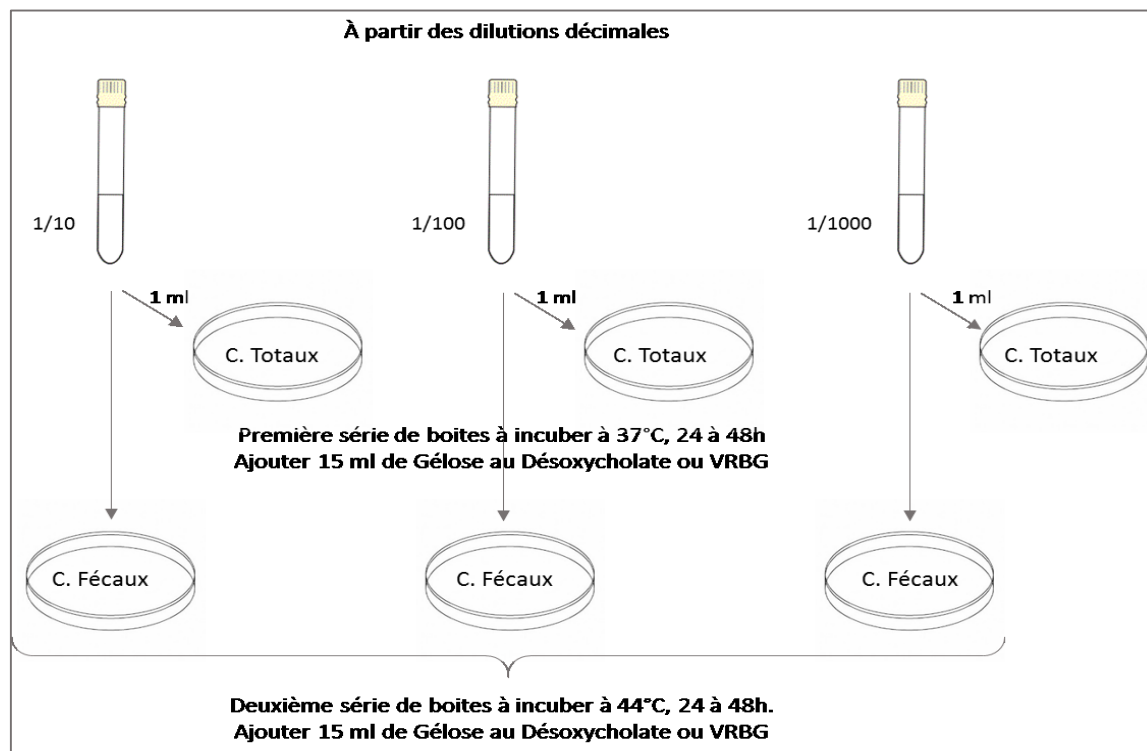 À partir des dilutions décimales
1/10
1/100
1/1000
1 ml
1 ml
1 ml
C. Totaux
C. Totaux
C. Totaux
Première série de boites à incuber à 37°C, 24 à 48h
Ajouter 15 ml de Gélose au Désoxycholate ou VRBG
C. Fécaux
C. Fécaux
C. Fécaux
Deuxième série de boites à incuber à 44°C, 24 à 48h.
Ajouter 15 ml de Gélose au Désoxycholate ou VRBG